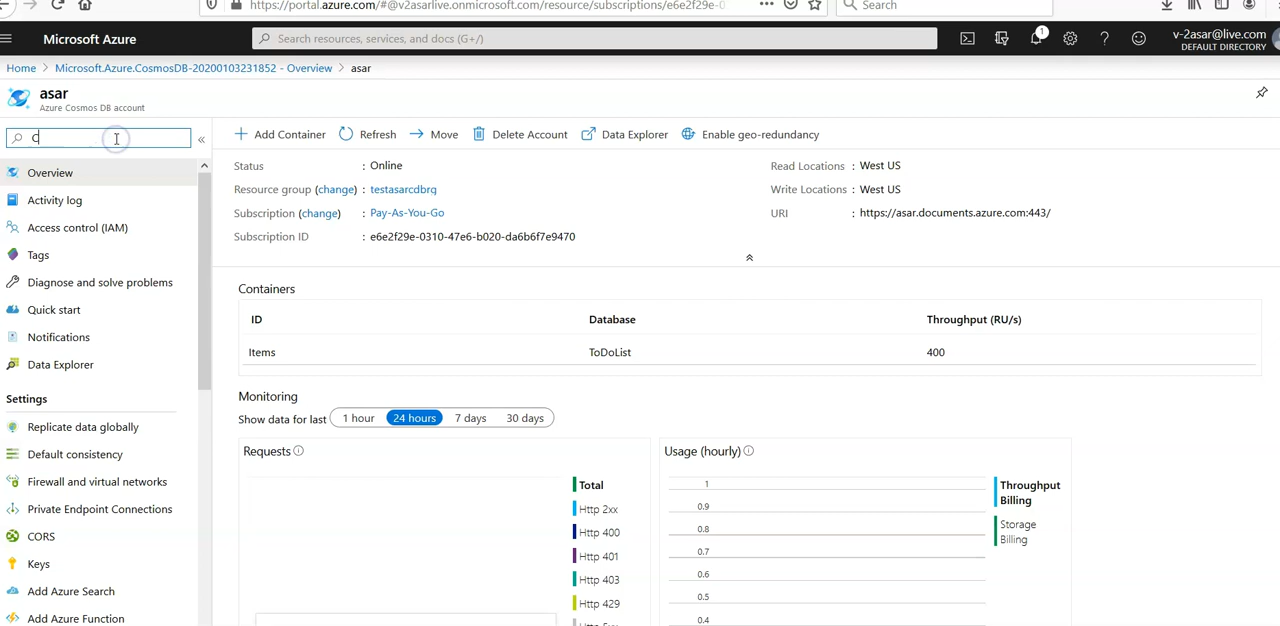 https://portal.azure.com/#@v2asarlive.onmicrosoft.com/resource/subscriptions/e6e2f29e-0 Search
Microsoft Azure Search resources, services, and docs (G+/) 1 v-2asar@live.com
DEFAULT DIRECTORY
Home > Microsoft.Azure.CosmosDB-20200103231852 - Overview > asar
asar
Azure Cosmos DB account
C
Add Container Refresh Move Delete Account Data Explorer Enable geo-redundancy
Overview
Activity log
Access control (IAM)
Tags
Diagnose and solve problems
Quick start
Notifications
Data Explorer
Settings
Replicate data globally
Default consistency
Firewall and virtual networks
Private Endpoint Connections
CORS
Keys
Add Azure Search
Add Azure Function
Status : Online
Resource group (change) : testasarcdbrg
Subscription (change) : Pay-As-You-Go
Subscription ID : e6e2f29e-0310-47e6-b020-da6b6f7e9470
Read Locations : West US
Write Locations : West US
URI : https://asar.documents.azure.com:443/
Containers
ID Database Throughput (RU/s)
Items ToDoList 400
Monitoring
Show data for last 1 hour 24 hours 7 days 30 days
Requests
Total
Http 2xx
Http 400
Http 401
Http 403
Http 429
Usage (hourly)
1
0.9
0.8
0.7
0.6
0.5
0.4
Throughput
Billing
Storage
Billing